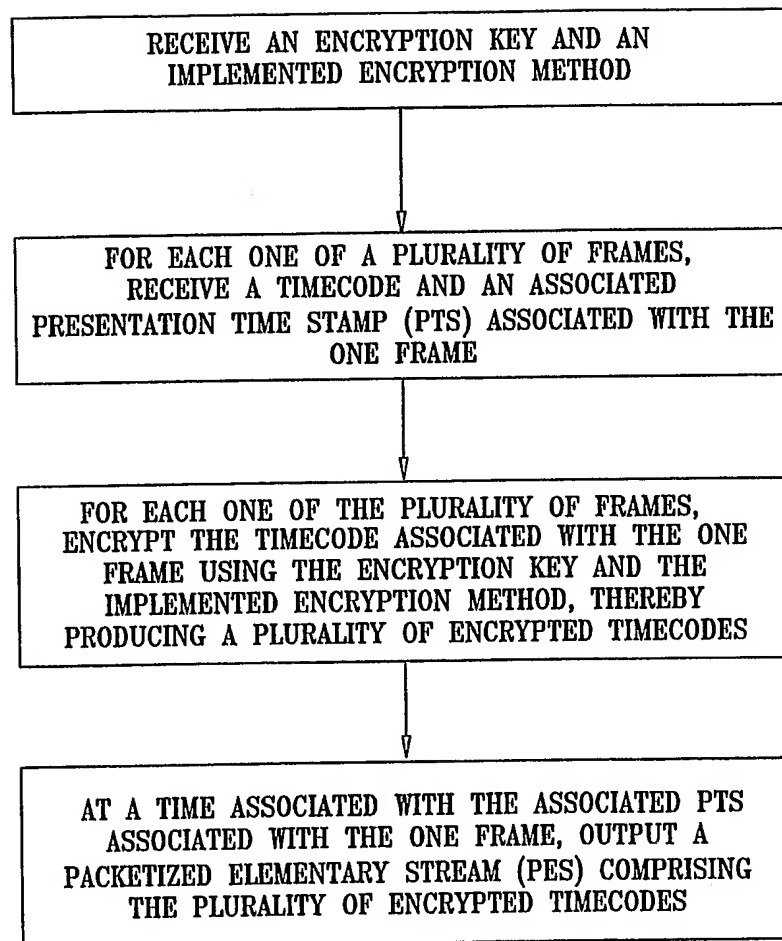 RECEIVE AN ENCRYPTION KEY AND AN
IMPLEMENTED ENCRYPTION METHOD
FOR EACH ONE OF A PLURALITY OF FRAMES,
RECEIVE A TIMECODE AND AN ASSOCIATED
PRESENTATION TIME STAMP (PTS) ASSOCIATED WITH THE
ONE FRAME
FOR EACH ONE OF THE PLURALITY OF FRAMES,
ENCRYPT THE TIMECODE ASSOCIATED WITH THE ONE
FRAME USING THE ENCRYPTION KEY AND THE
IMPLEMENTED ENCRYPTION METHOD, THEREBY
PRODUCING A PLURALITY OF ENCRYPTED TIMECODES
AT A TIME ASSOCIATED WITH THE ASSOCIATED PTS
ASSOCIATED WITH THE ONE FRAME, OUTPUT A
PACKETIZED ELEMENTARY STREAM (PES) COMPRISING
THE PLURALITY OF ENCRYPTED TIMECODES